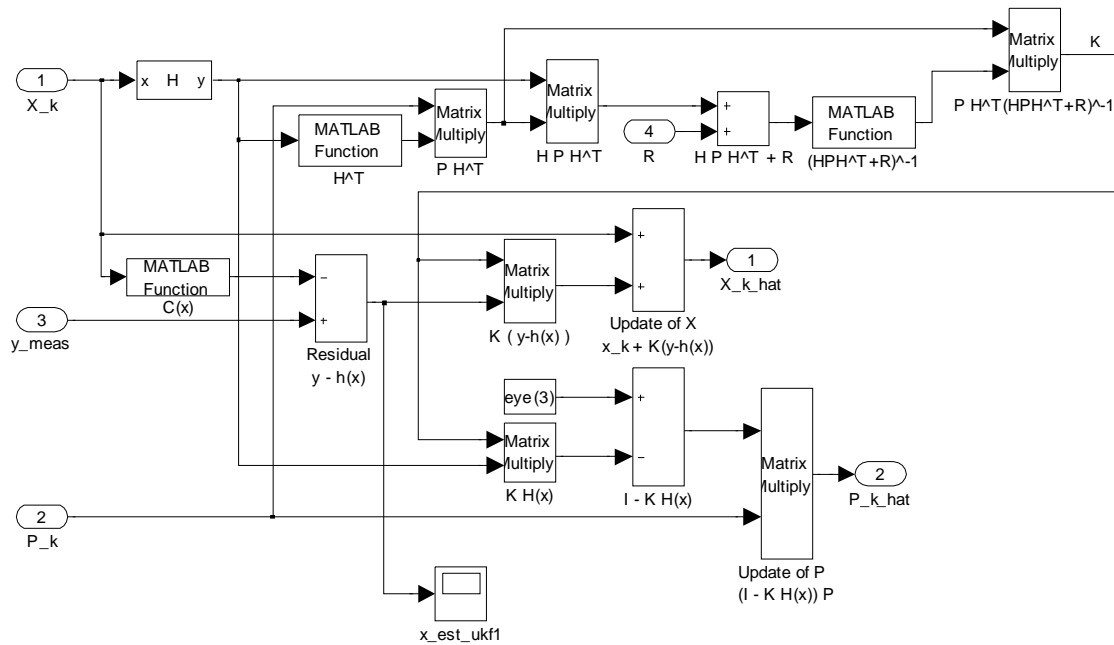 1
X_k
x H y
MATLAB
Function
H^T
Matrix
Multiply
P H^T
Matrix
Multiply
H P H^T
4
R
+
+
H P H^T + R
MATLAB
Function
(HPH^T+R)^-1
Matrix
Multiply
P H^T(HPH^T+R)^-1
K
MATLAB
Function
C(x)
3
y_meas
−
+
Residual
y - h(x)
Matrix
Multiply
K ( y-h(x) )
+
+
Update of X
x_k + K(y-h(x))
1
X_k_hat
eye(3)
Matrix
Multiply
K H(x)
+
−
I - K H(x)
2
P_k
Matrix
Multiply
Update of P
(I - K H(x)) P
2
P_k_hat
x_est_ukf1